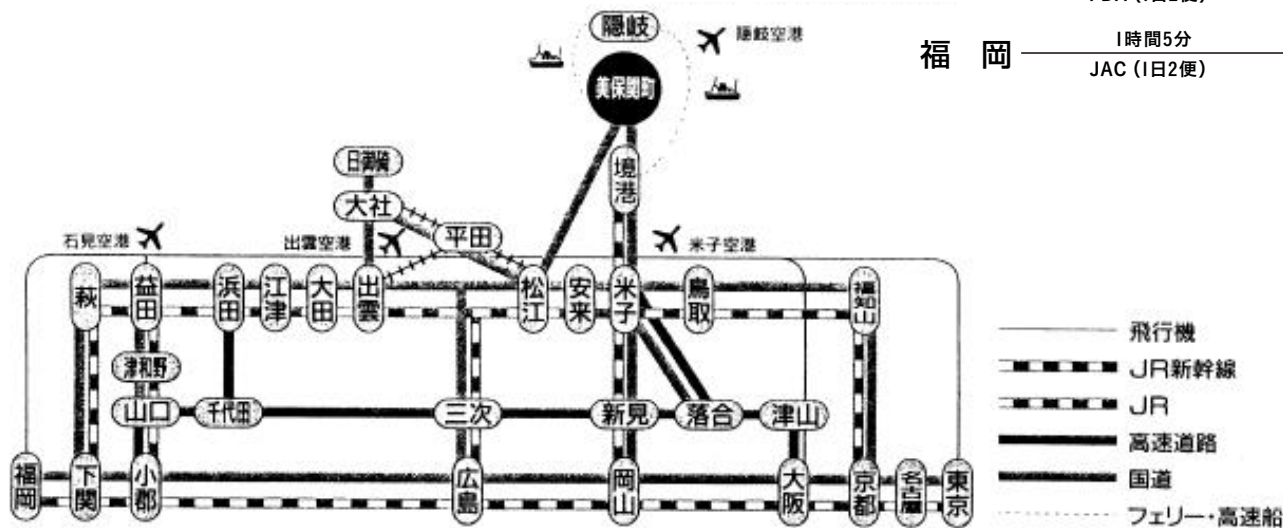 福岡
1時間5分
JAC (1日2便)
隠岐
隠岐空港
美保関町
日御碕
境港
大社
平田
石見空港
出雲空港
米子空港
萩
益田
浜田
江津
大田
出雲
松江
安来
米子
鳥取
福知山
津和野
山口
千代田
三次
新見
落合
津山
福岡
下関
小郡
広島
岡山
大阪
京都
名古屋
東京
飛行機
JR新幹線
JR
高速道路
国道
フェリー・高速船